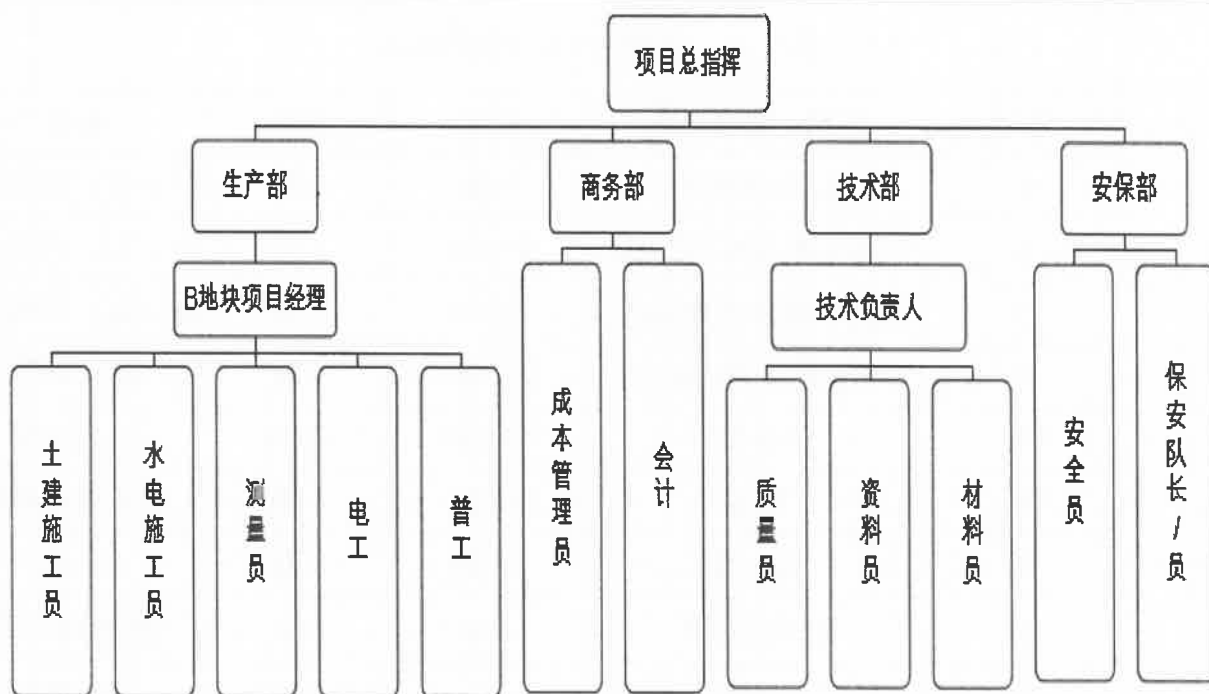 项目总指挥
生产部
商务部
技术部
安保部
B地块项目经理
技术负责人
土建施工员
水电施工员
测量员
电工
普工
成本管理员
会计
质量员
资料员
材料员
安全员
保安队长/员